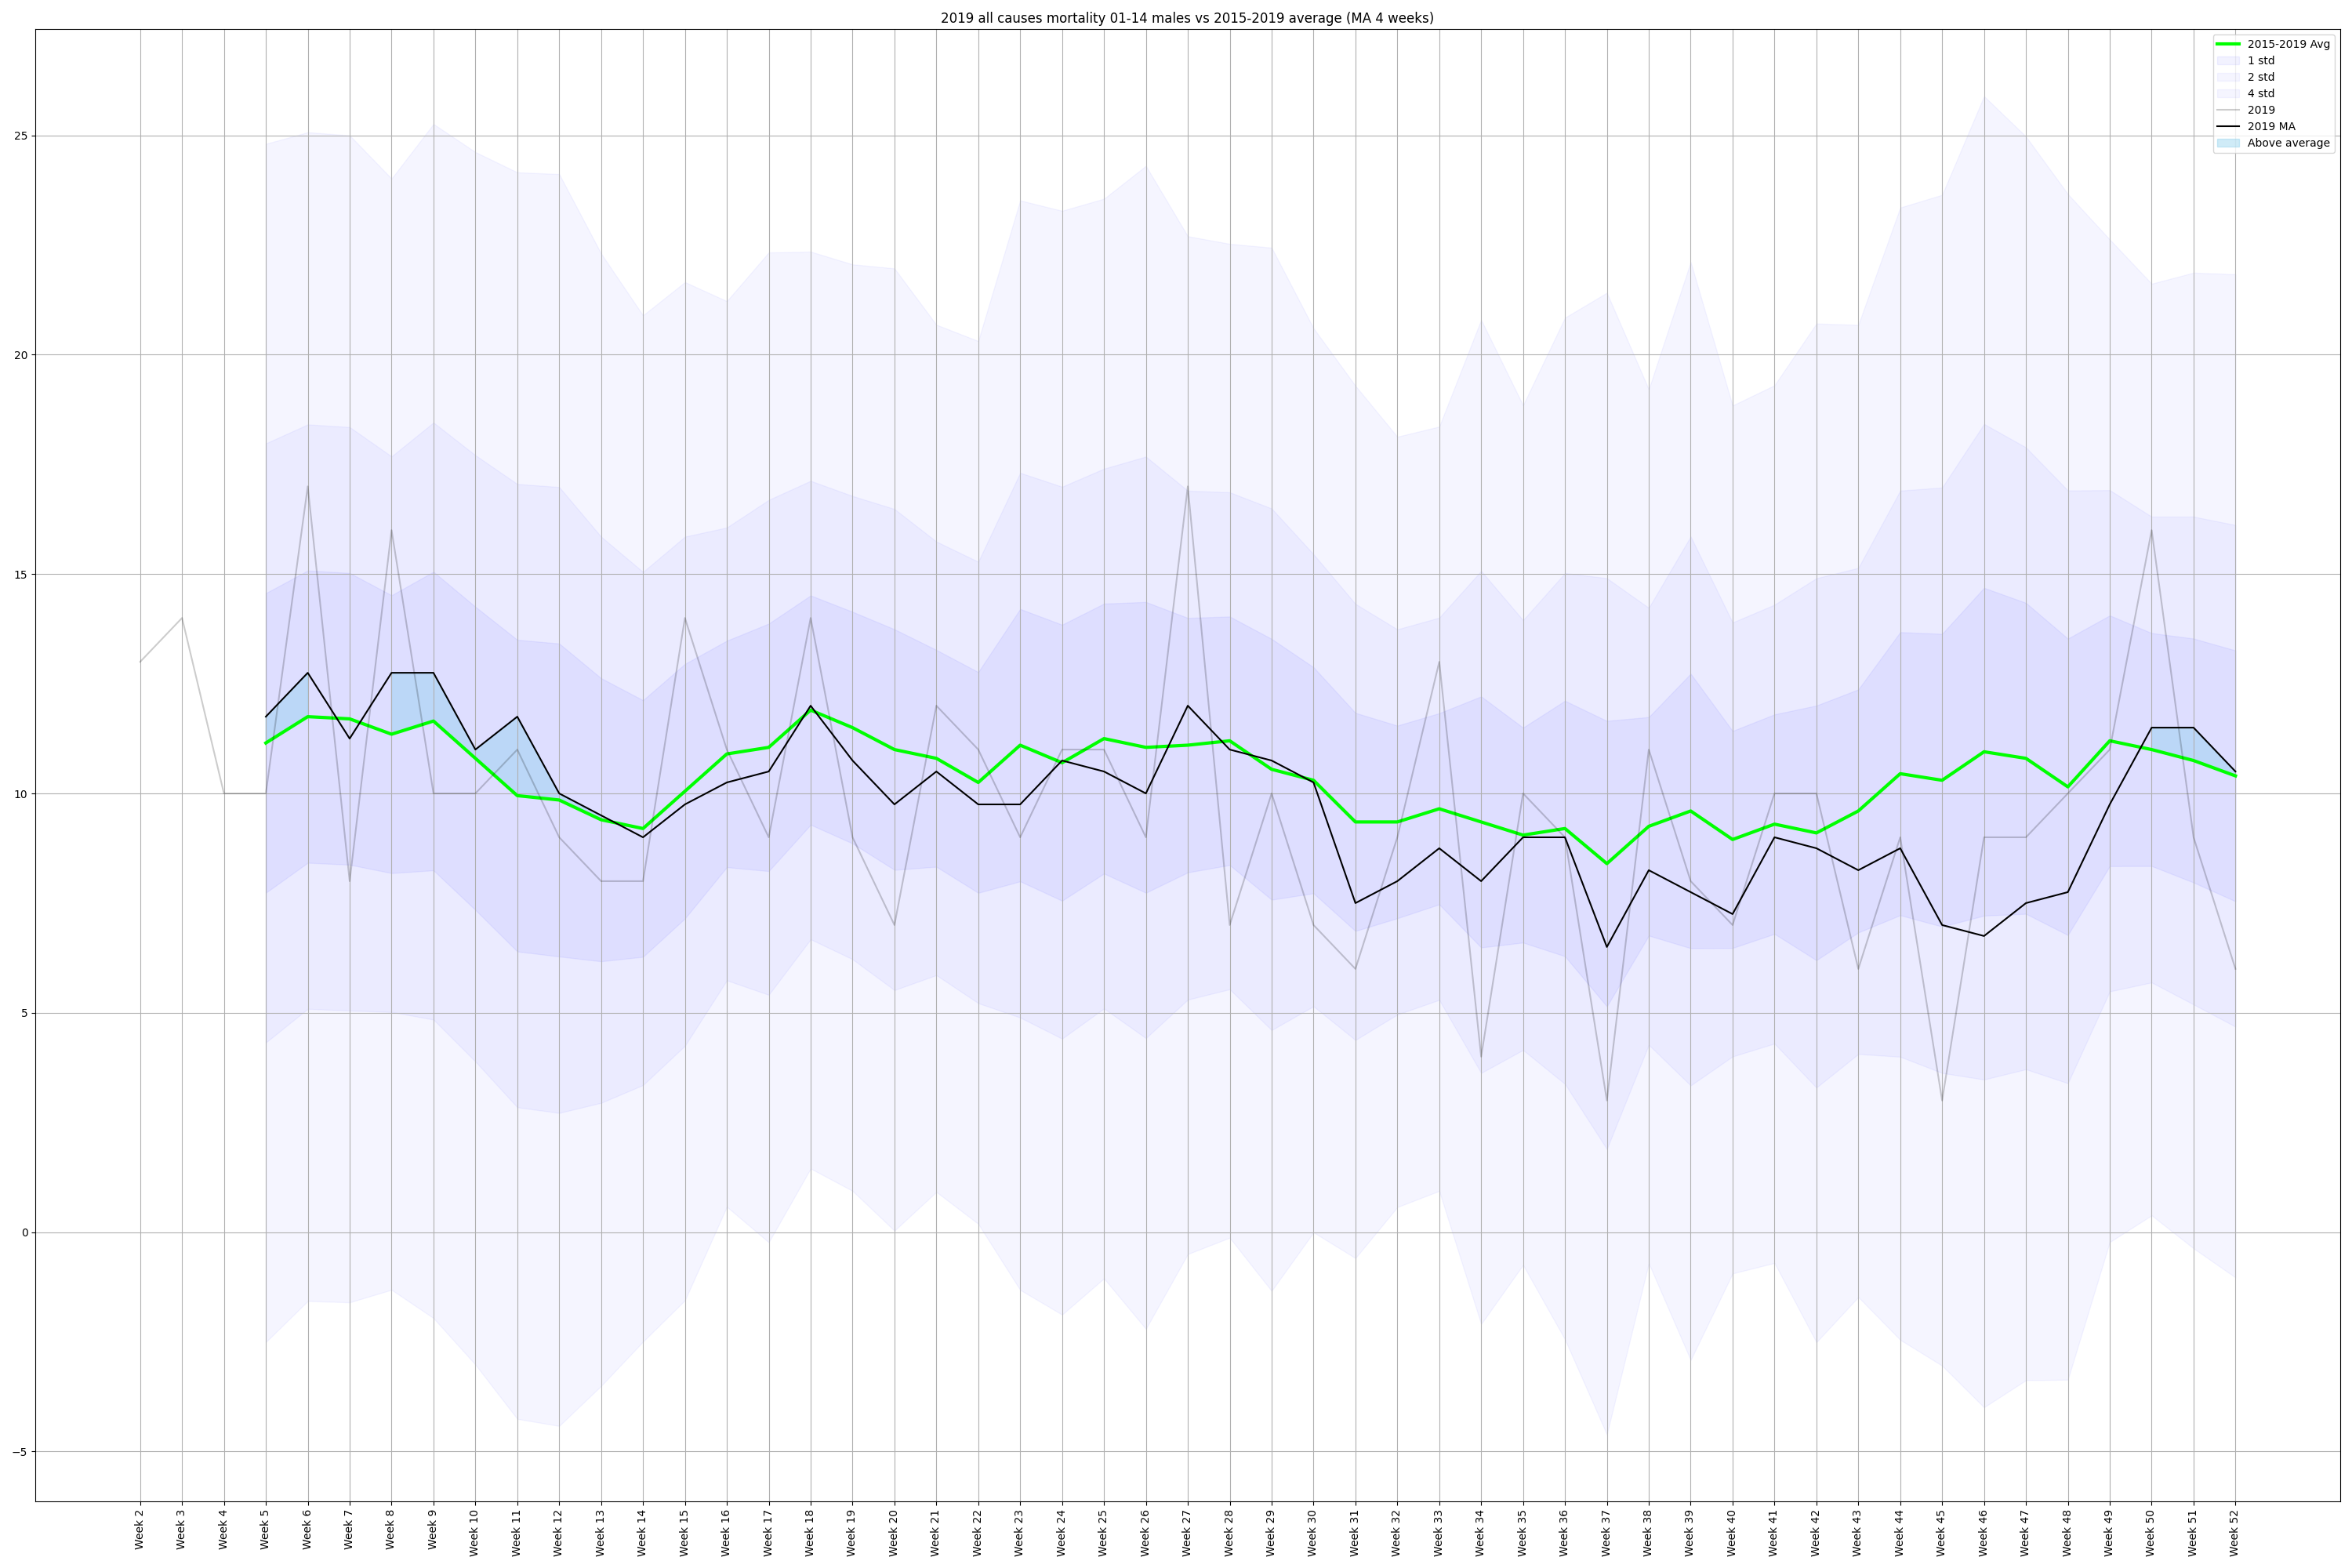 2019 all causes mortality 01-14 males vs 2015-2019 average (MA 4 weeks)
2015-2019 Avg
1 std
2 std
4 std
2019
2019 MA
Above average
25
20
15
10
5
0
−5
Week 2
Week 3
Week 4
Week 5
Week 6
Week 7
Week 8
Week 9
Week 10
Week 11
Week 12
Week 13
Week 14
Week 15
Week 16
Week 17
Week 18
Week 19
Week 20
Week 21
Week 22
Week 23
Week 24
Week 25
Week 26
Week 27
Week 28
Week 29
Week 30
Week 31
Week 32
Week 33
Week 34
Week 35
Week 36
Week 37
Week 38
Week 39
Week 40
Week 41
Week 42
Week 43
Week 44
Week 45
Week 46
Week 47
Week 48
Week 49
Week 50
Week 51
Week 52